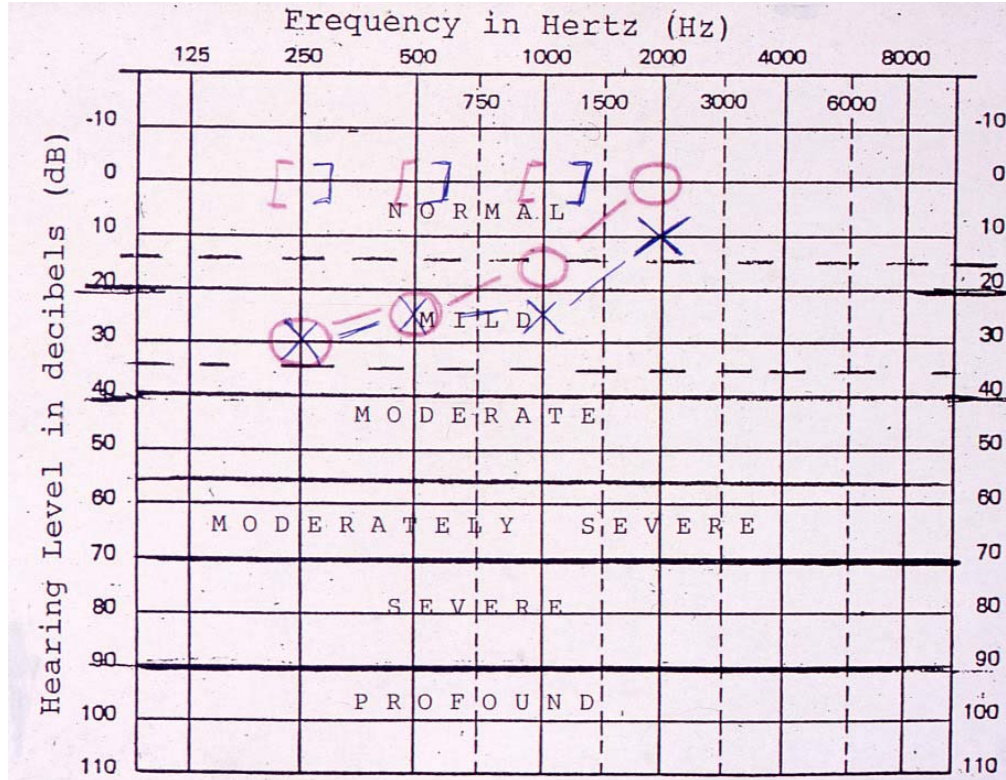 Frequency in Hertz (Hz)
125 250 500 1000 2000 4000 8000
750 1500 3000 6000
Hearing Level in decibels (dB)
-10 -10
0 0
10 10
NORMAL
20 20
MILD
30 30
40 40
MODERATE
50 50
60 60
MODERATELY SEVERE
70 70
SEVERE
80 80
90 90
PROFOUND
100 100
110 110